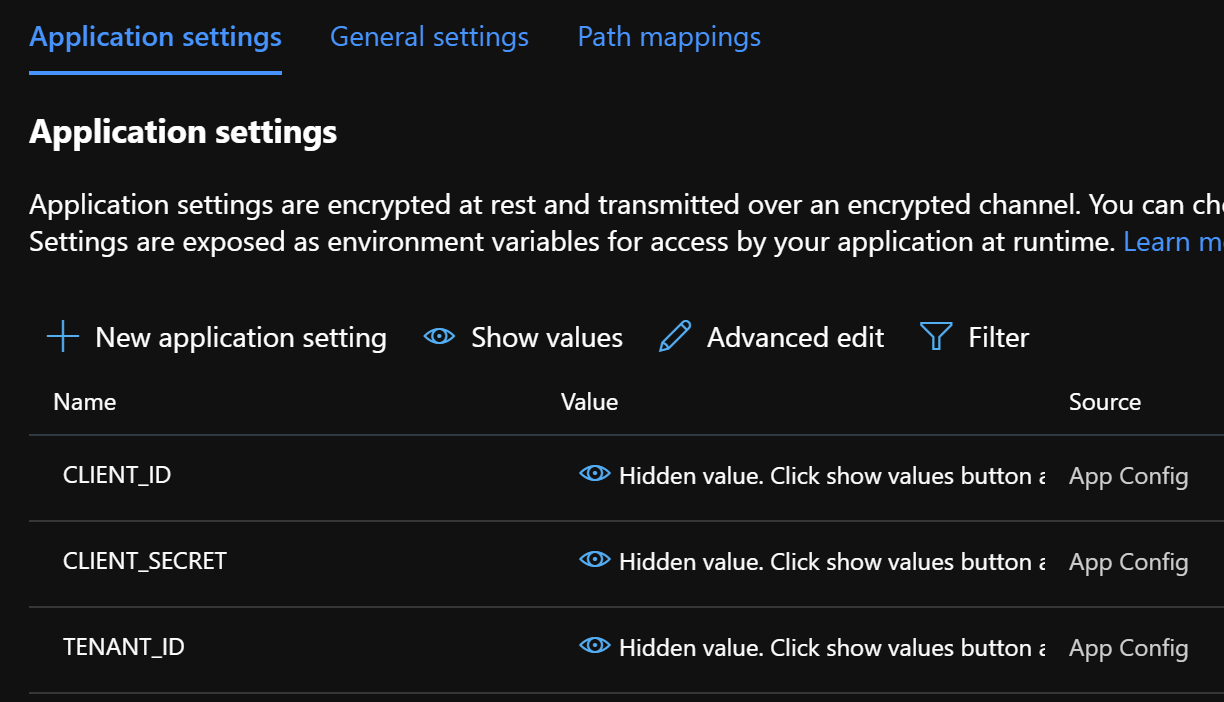 Application settings General settings Path mappings
Application settings
Application settings are encrypted at rest and transmitted over an encrypted channel. You can
Settings are exposed as environment variables for access by your application at runtime. Learn
New application setting Show values Advanced edit Filter
Name Value Source
CLIENT_ID Hidden value. Click show values button App Config
CLIENT_SECRET Hidden value. Click show values button App Config
TENANT_ID Hidden value. Click show values button App Config